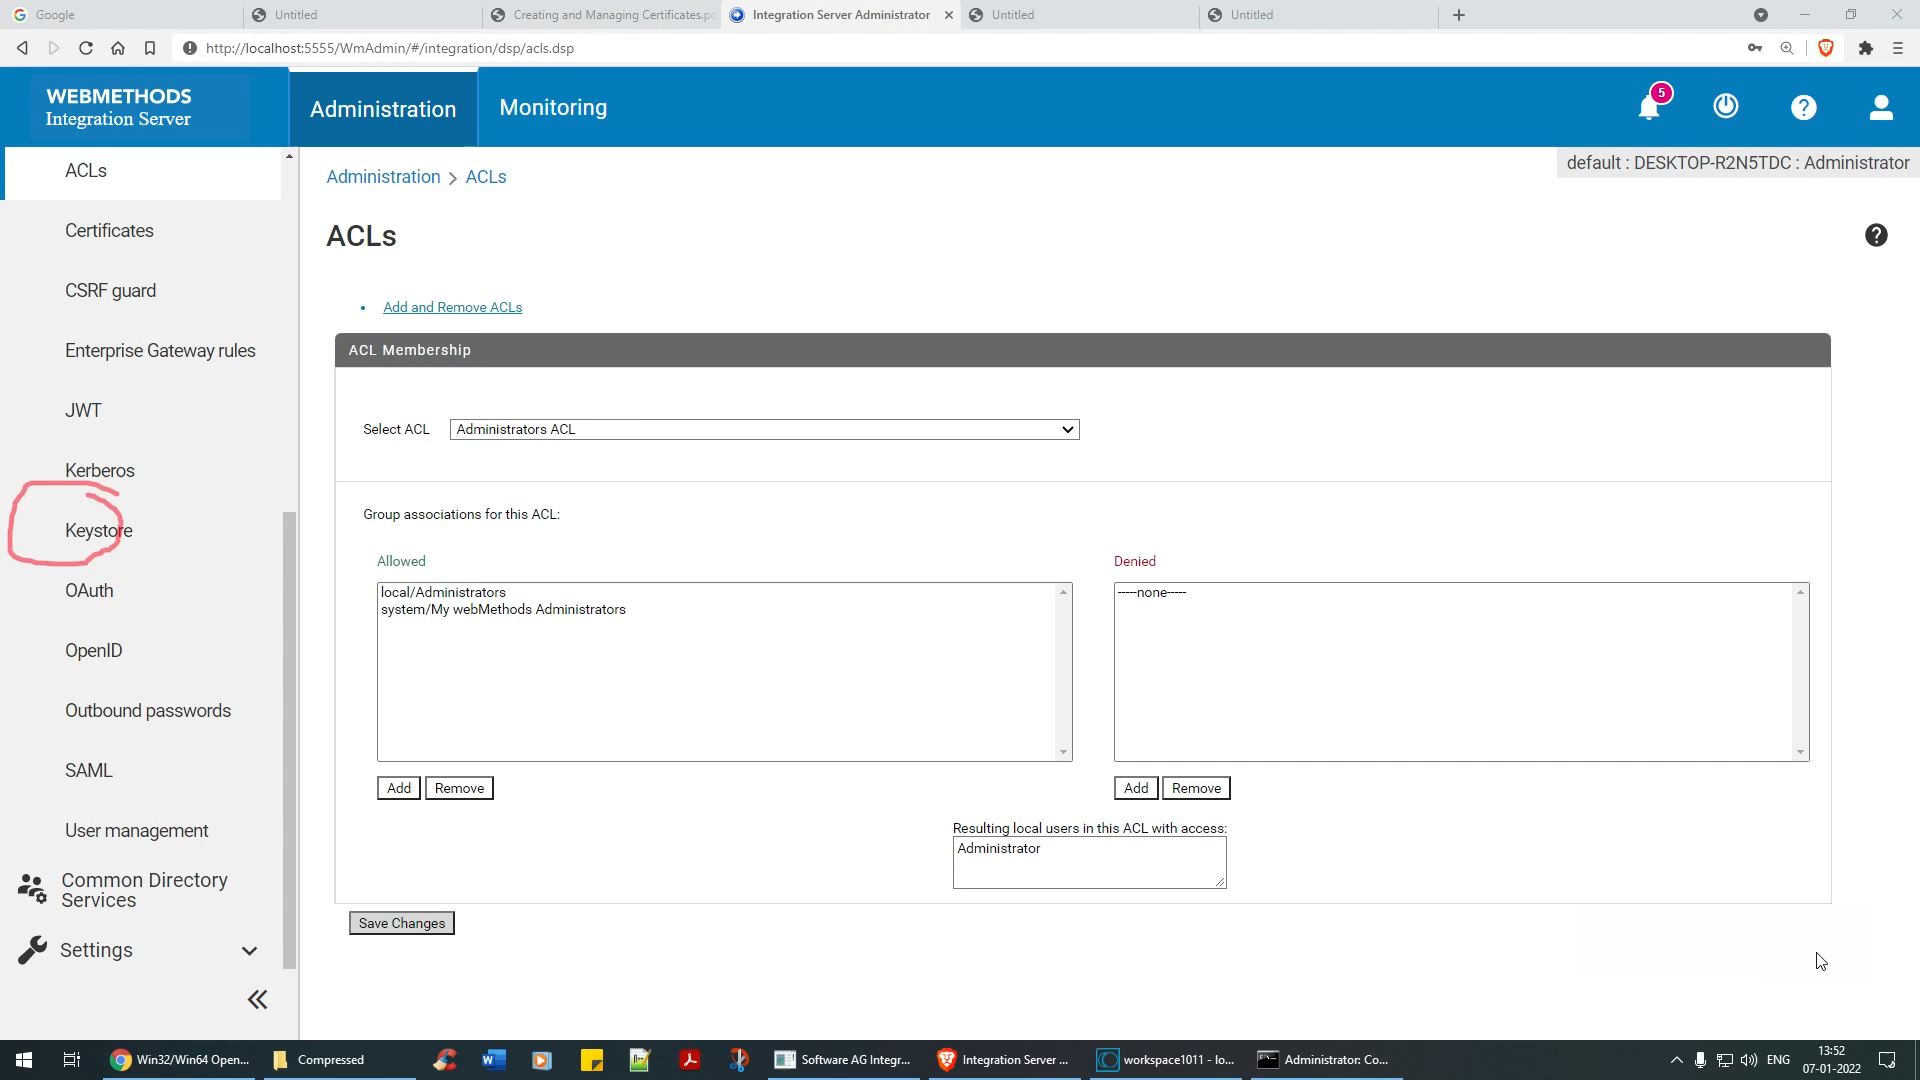 Google
Untitled
Creating and Managing Certificates.p
Integration Server Administrator
Untitled
Untitled
http://localhost:5555/WmAdmin/#/integration/dsp/acls.dsp
WEBMETHODS
Integration Server
Administration
Monitoring
5
default : DESKTOP-R2N5TDC : Administrator
ACLs
Certificates
CSRF guard
Enterprise Gateway rules
JWT
Kerberos
Keystore
OAuth
OpenID
Outbound passwords
SAML
User management
Common Directory
Services
Settings
Administration > ACLs
ACLs
Add and Remove ACLs
ACL Membership
Select ACL
Administrators ACL
Group associations for this ACL:
Allowed
local/Administrators
system/My webMethods Administrators
Add
Remove
Denied
-----none-----
Add
Remove
Resulting local users in this ACL with access:
Administrator
Save Changes
Win32/Win64 Open...
Compressed
Software AG Integr...
Integration Server ...
workspace1011 - Io...
Administrator: Co...
ENG
13:52
07-01-2022